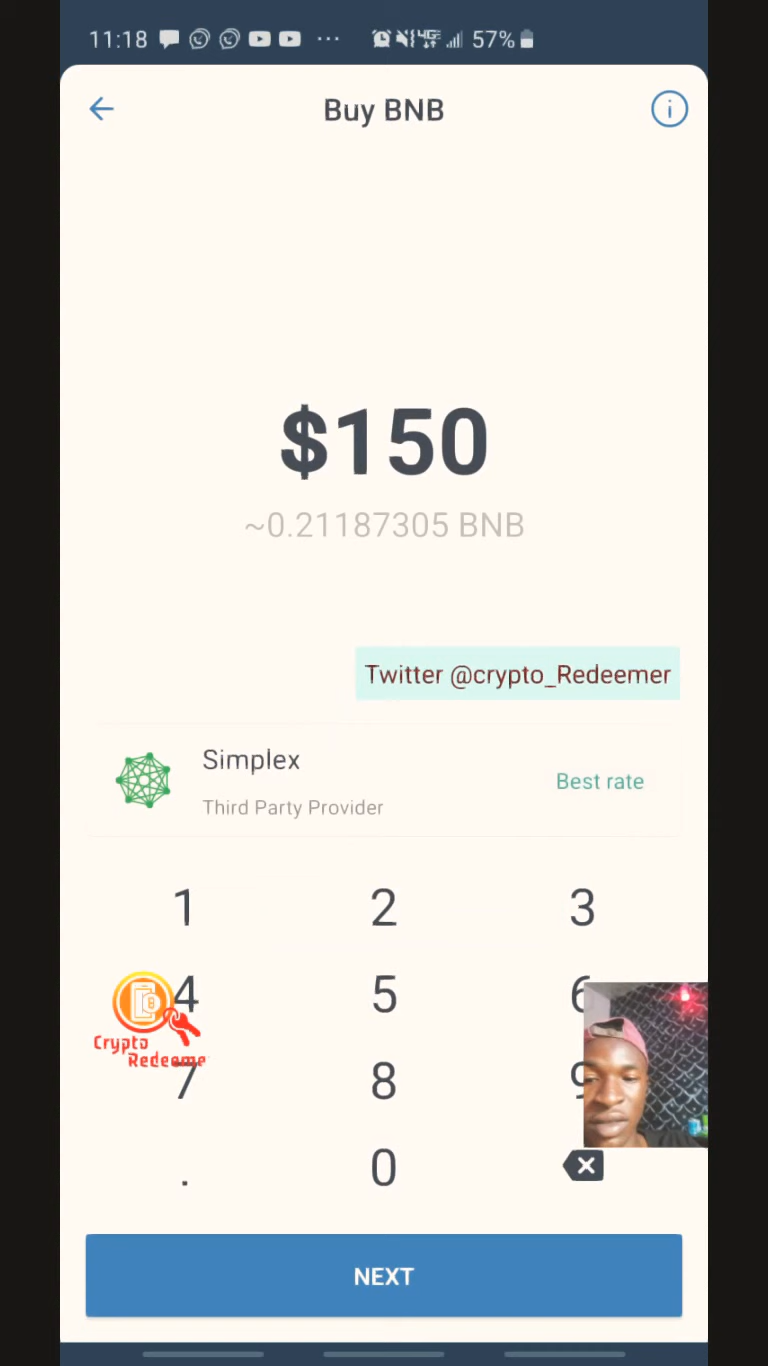 11:18 57%
Buy BNB
$150
~0.21187305 BNB
Twitter @crypto_Redeemer
Simplex
Third Party Provider
Best rate
1 2 3
4 5 6
Crypto
Redeeme
7 8 9
. 0
NEXT